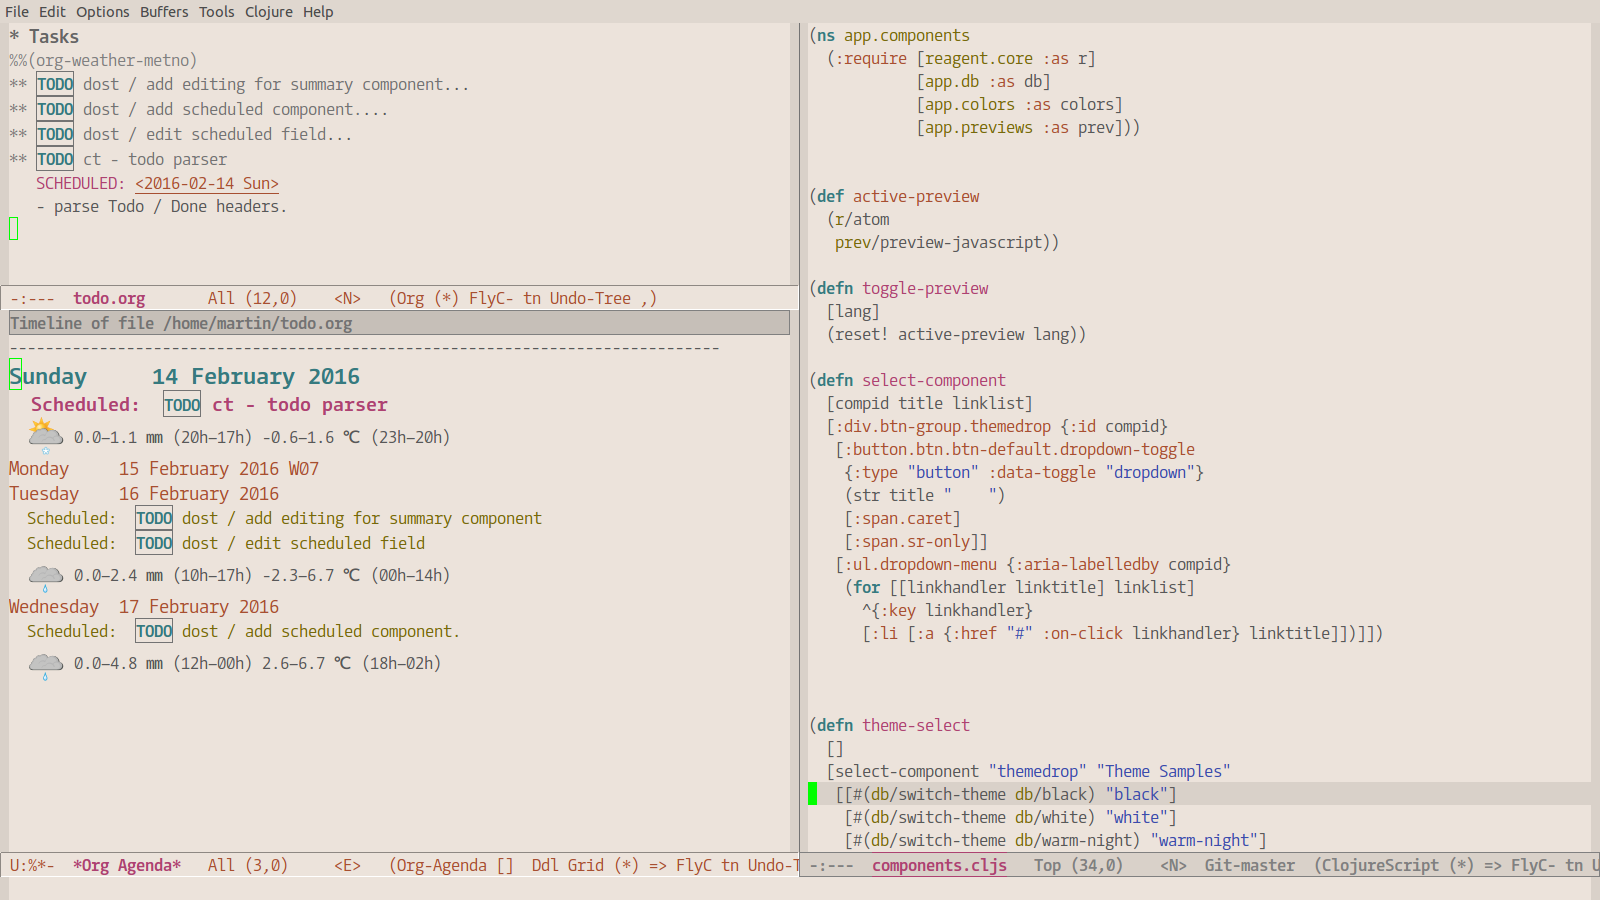 File Edit Options Buffers Tools Clojure Help
* Tasks
%%(org-weather-metno)
** TODO dost / add editing for summary component...
** TODO dost / add scheduled component....
** TODO dost / edit scheduled field...
** TODO ct - todo parser
   SCHEDULED: <2016-02-14 Sun>
   - parse Todo / Done headers.
-:---  todo.org       All (12,0)    <N>   (Org (*) FlyC- tn Undo-Tree ,)
Timeline of file /home/martin/todo.org
-------------------------------------------------------------------------------
Sunday     14 February 2016
  Scheduled:  TODO ct - todo parser
0.0–1.1 mm (20h–17h) -0.6–1.6 ℃ (23h–20h)
Monday     15 February 2016 W07
Tuesday    16 February 2016
  Scheduled:  TODO dost / add editing for summary component
  Scheduled:  TODO dost / edit scheduled field
0.0–2.4 mm (10h–17h) -2.3–6.7 ℃ (00h–14h)
Wednesday  17 February 2016
  Scheduled:  TODO dost / add scheduled component.
0.0–4.8 mm (12h–00h) 2.6–6.7 ℃ (18h–02h)
U:%*-  *Org Agenda*   All (3,0)     <E>   (Org-Agenda []  Ddl Grid (*) => FlyC tn Undo-T
(ns app.components
  (:require [reagent.core :as r]
            [app.db :as db]
            [app.colors :as colors]
            [app.previews :as prev]))
(def active-preview
  (r/atom
   prev/preview-javascript))
(defn toggle-preview
  [lang]
  (reset! active-preview lang))
(defn select-component
  [compid title linklist]
  [:div.btn-group.themedrop {:id compid}
   [:button.btn.btn-default.dropdown-toggle
    {:type "button" :data-toggle "dropdown"}
    (str title "    ")
    [:span.caret]
    [:span.sr-only]]
   [:ul.dropdown-menu {:aria-labelledby compid}
    (for [[linkhandler linktitle] linklist]
      ^{:key linkhandler}
      [:li [:a {:href "#" :on-click linkhandler} linktitle]])]])
(defn theme-select
  []
  [select-component "themedrop" "Theme Samples"
   [[#(db/switch-theme db/black) "black"]
    [#(db/switch-theme db/white) "white"]
    [#(db/switch-theme db/warm-night) "warm-night"]
-:---  components.cljs   Top (34,0)    <N>  Git-master  (ClojureScript (*) => FlyC- tn U